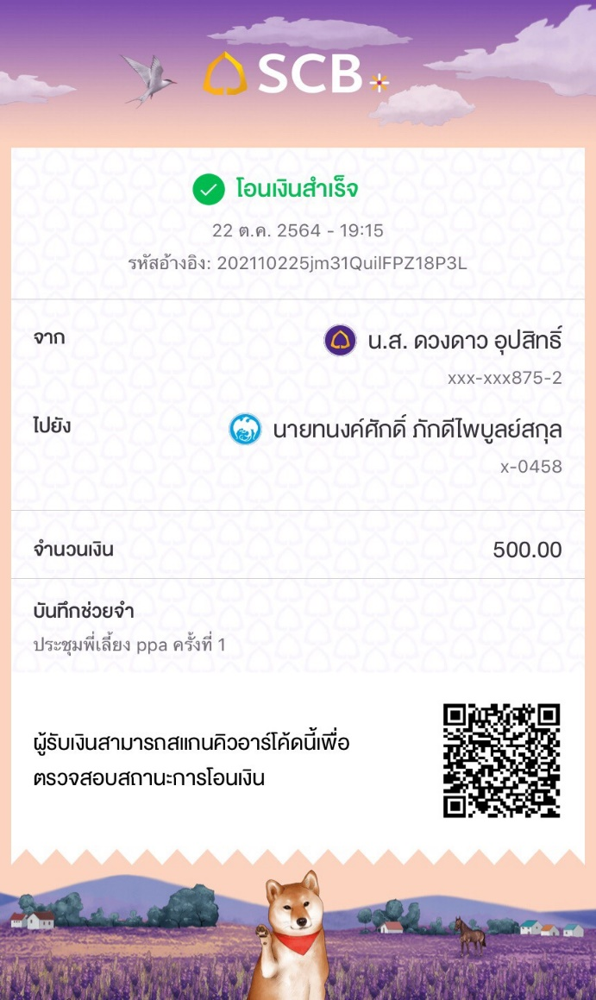 SCB
โอนเงินสำเร็จ
22 ต.ค. 2564 - 19:15
รหัสอ้างอิง: 202110225jm31QuilFPZ18P3L
จาก
น.ส. ดวงดาว อุปสิทธิ์
xxx-xxx875-2
ไปยัง
นายทนงค์ศักดิ์ ภักดีไพบูลย์สกุล
x-0458
จำนวนเงิน 500.00
บันทึกช่วยจำ
ประชุมพี่เลี้ยง ppa ครั้งที่ 1
ผู้รับเงินสามารถสแกนคิวอาร์โค้ดนี้เพื่อ
ตรวจสอบสถานะการโอนเงิน